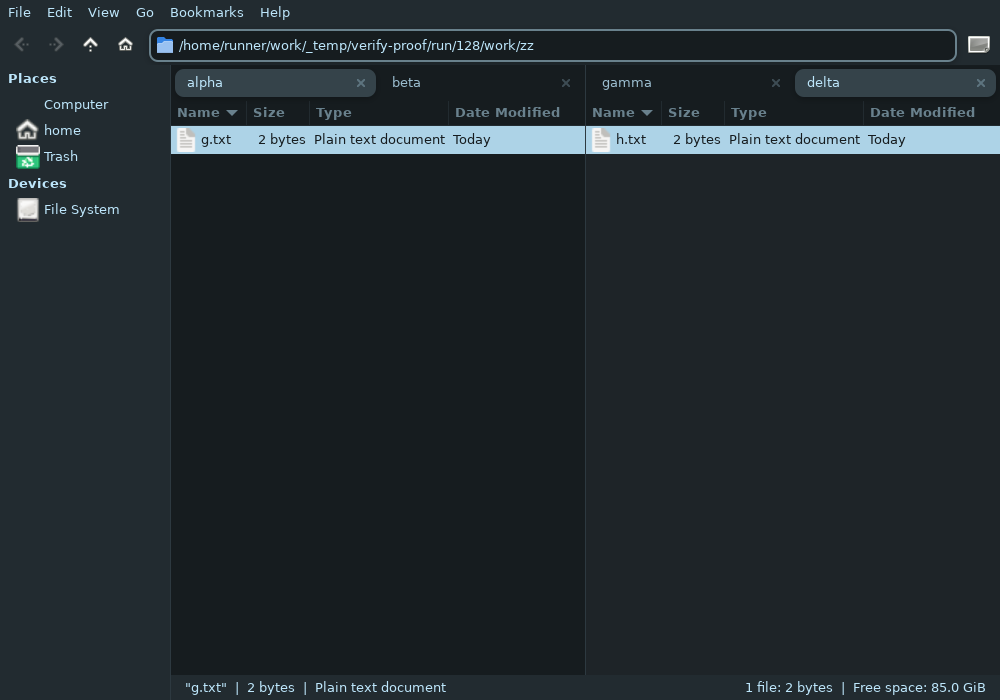 File Edit View Go Bookmarks Help
/home/runner/work/_temp/verify-proof/run/128/work/zz
Places
Computer
home
Trash
Devices
File System
alpha beta gamma delta
Name Size Type Date Modified Name Size Type Date Modified
g.txt 2 bytes Plain text document Today h.txt 2 bytes Plain text document Today
"g.txt" | 2 bytes | Plain text document 1 file: 2 bytes | Free space: 85.0 GiB